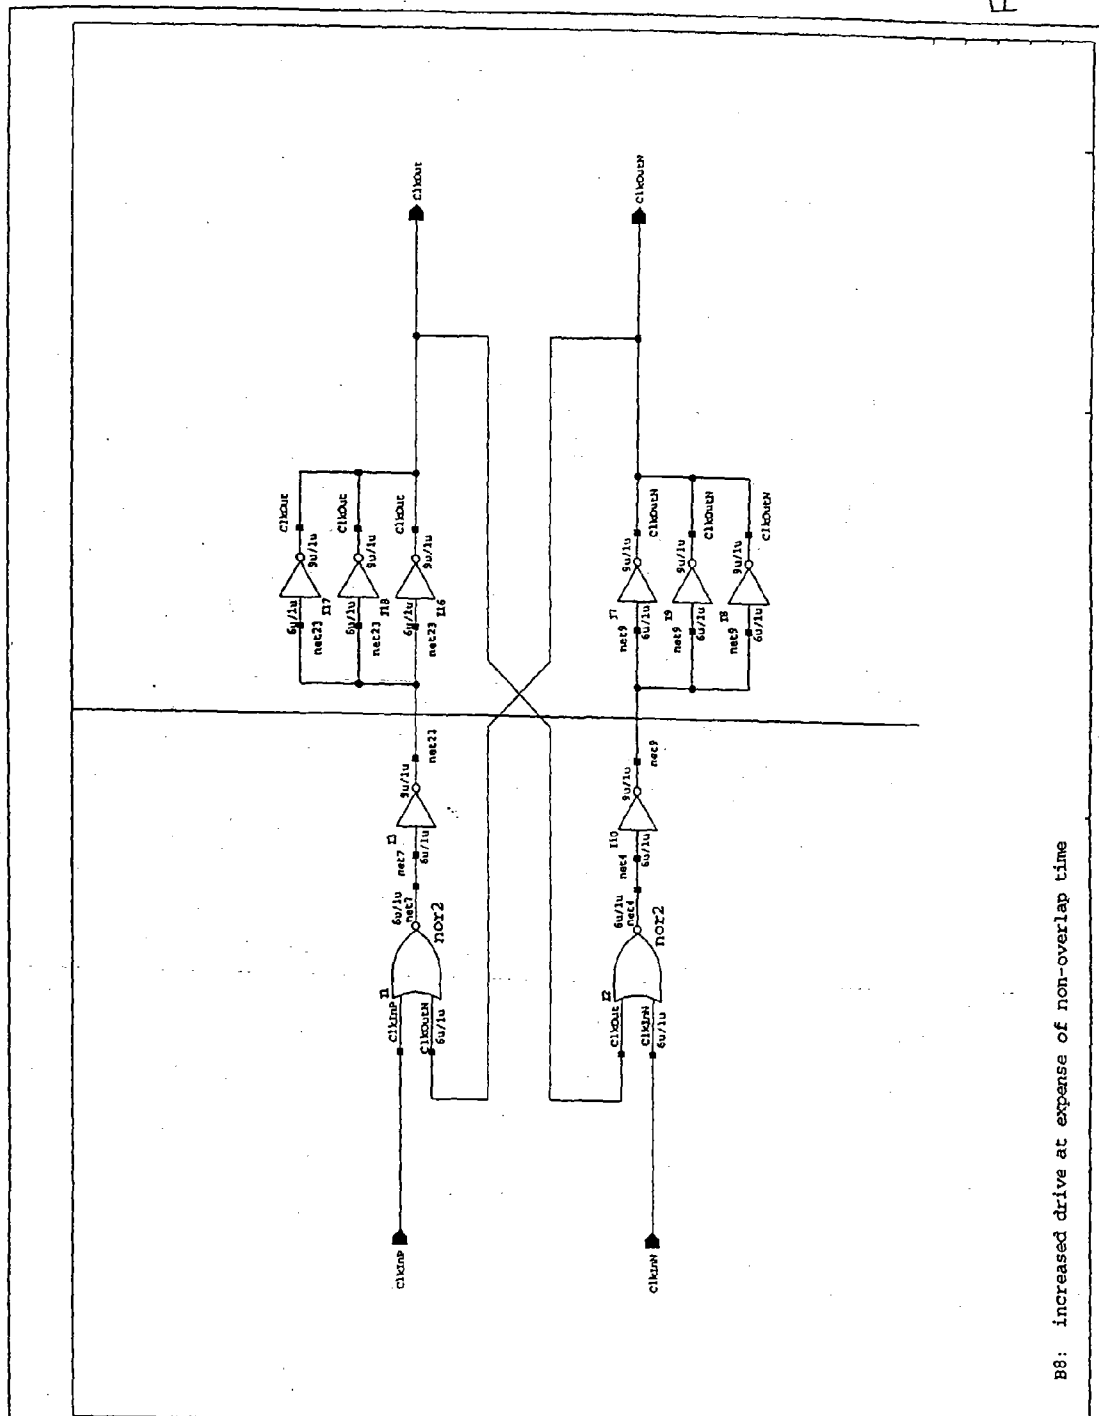 ClkOut
ClkOutN
ClkOut
9u/1u
6u/1u
I17
net23
ClkOut
9u/1u
6u/1u
I18
net23
ClkOut
9u/1u
6u/1u
I16
net23
9u/1u
ClkOutN
I7
6u/1u
net9
9u/1u
ClkOutN
I9
6u/1u
net9
9u/1u
ClkOutN
I8
6u/1u
net9
net23
9u/1u
I3
6u/1u
net7
net9
9u/1u
I10
6u/1u
net4
6u/1u
net7
nor2
I1
ClkInP
ClkOutN
6u/1u
6u/1u
net4
nor2
I2
ClkOut
ClkInN
6u/1u
ClkInP
ClkInN
B8: increased drive at expense of non-overlap time